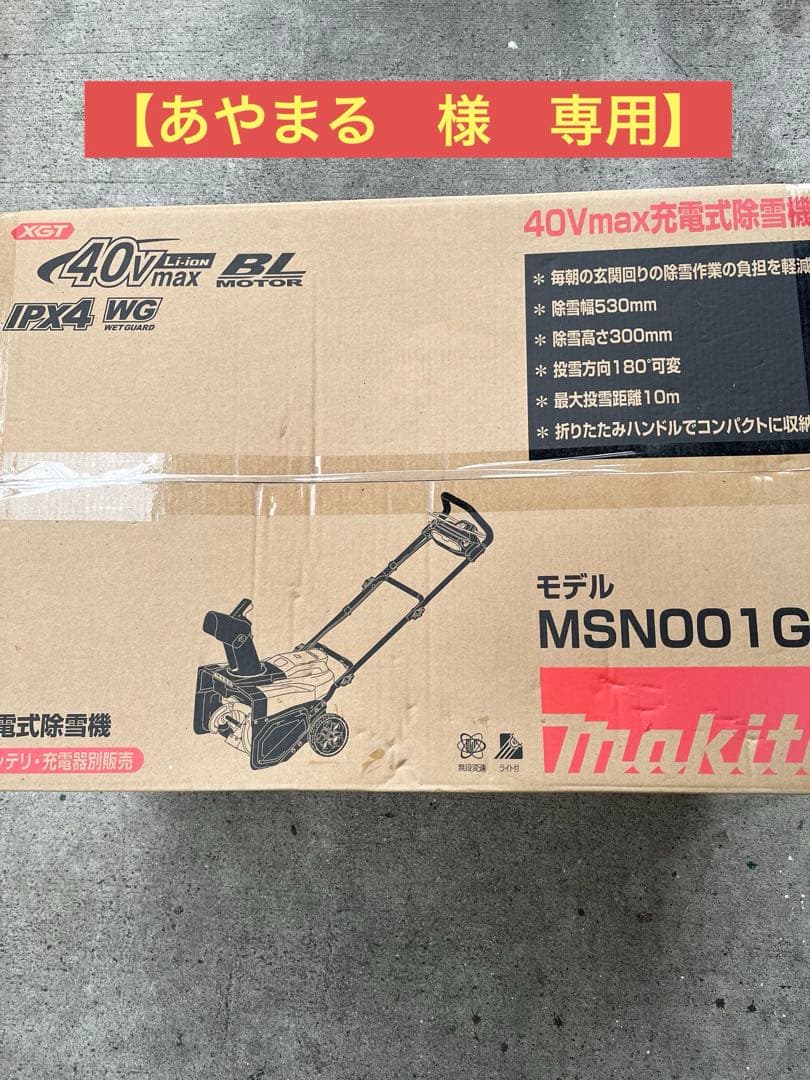 【あやまる　様　専用】
XGT
40Vmax充電式除雪機
40Vmax Li-ion BL MOTOR
IPX4 WG WET GUARD
＊ 毎朝の玄関回りの除雪作業の負担を軽減
＊ 除雪幅530mm
＊ 除雪高さ300mm
＊ 投雪方向180°可変
＊ 最大投雪距離10m
＊ 折りたたみハンドルでコンパクトに収納
モデル
MSN001G
電式除雪機
ッテリ・充電器別販売
無段変速
ライト付
makita